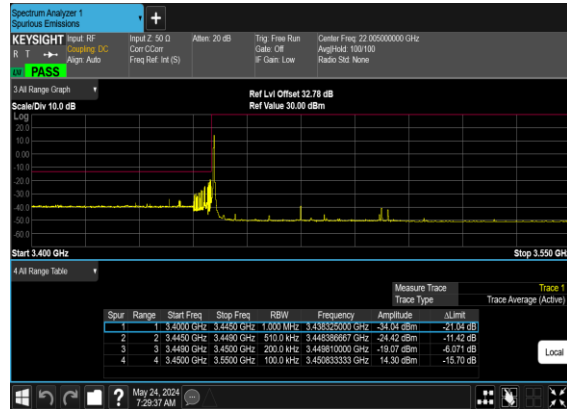 Spectrum Analyzer 1
Spurious Emissions
KEYSIGHT Input: RF Input Z: 50 Ω Atten: 20 dB Trig: Free Run Center Freq: 22.005000000 GHz
R T Coupling: DC Corr CCorr Gate: Off Avg|Hold: 100/100
Align: Auto Freq Ref: Int (S) IF Gain: Low Radio Std: None
PASS
3 All Range Graph
Ref Lvl Offset 32.78 dB
Scale/Div 10.0 dB Ref Value 30.00 dBm
Log
20.0
10.0
0.00
-10.0
-20.0
-30.0
-40.0
-50.0
-60.0
Start 3.400 GHz Stop 3.550 GHz
4 All Range Table
Measure Trace Trace 1
Trace Type Trace Average (Active)
Spur Range Start Freq Stop Freq RBW Frequency Amplitude ΔLimit
1 1 3.4000 GHz 3.4450 GHz 1.000 MHz 3.438325000 GHz -34.04 dBm -21.04 dB
2 2 3.4450 GHz 3.4490 GHz 510.0 kHz 3.448386667 GHz -24.42 dBm -11.42 dB
3 3 3.4490 GHz 3.4500 GHz 200.0 kHz 3.449810000 GHz -19.07 dBm -6.071 dB
4 4 3.4500 GHz 3.5500 GHz 100.0 kHz 3.450833333 GHz 14.30 dBm -15.70 dB
Local
? May 24, 2024
7:29:37 AM